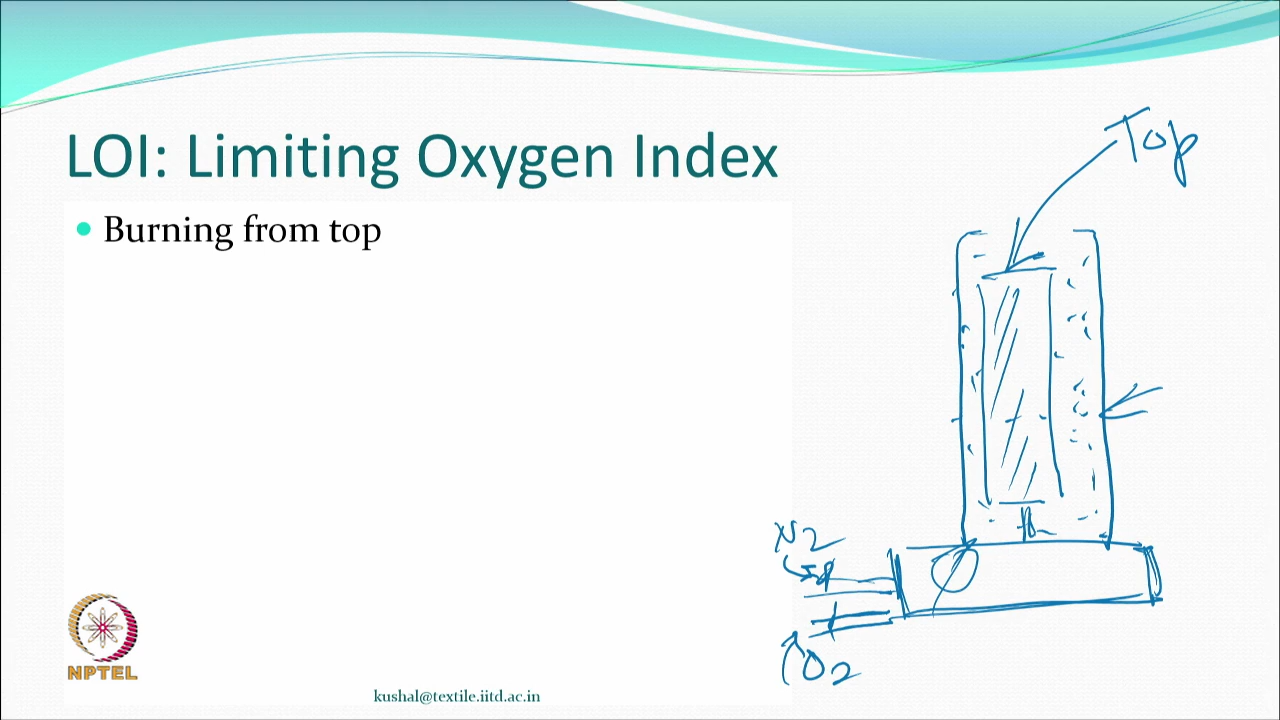 LOI: Limiting Oxygen Index
Burning from top
Top
N2
O2
NPTEL
kushal@textile.iitd.ac.in